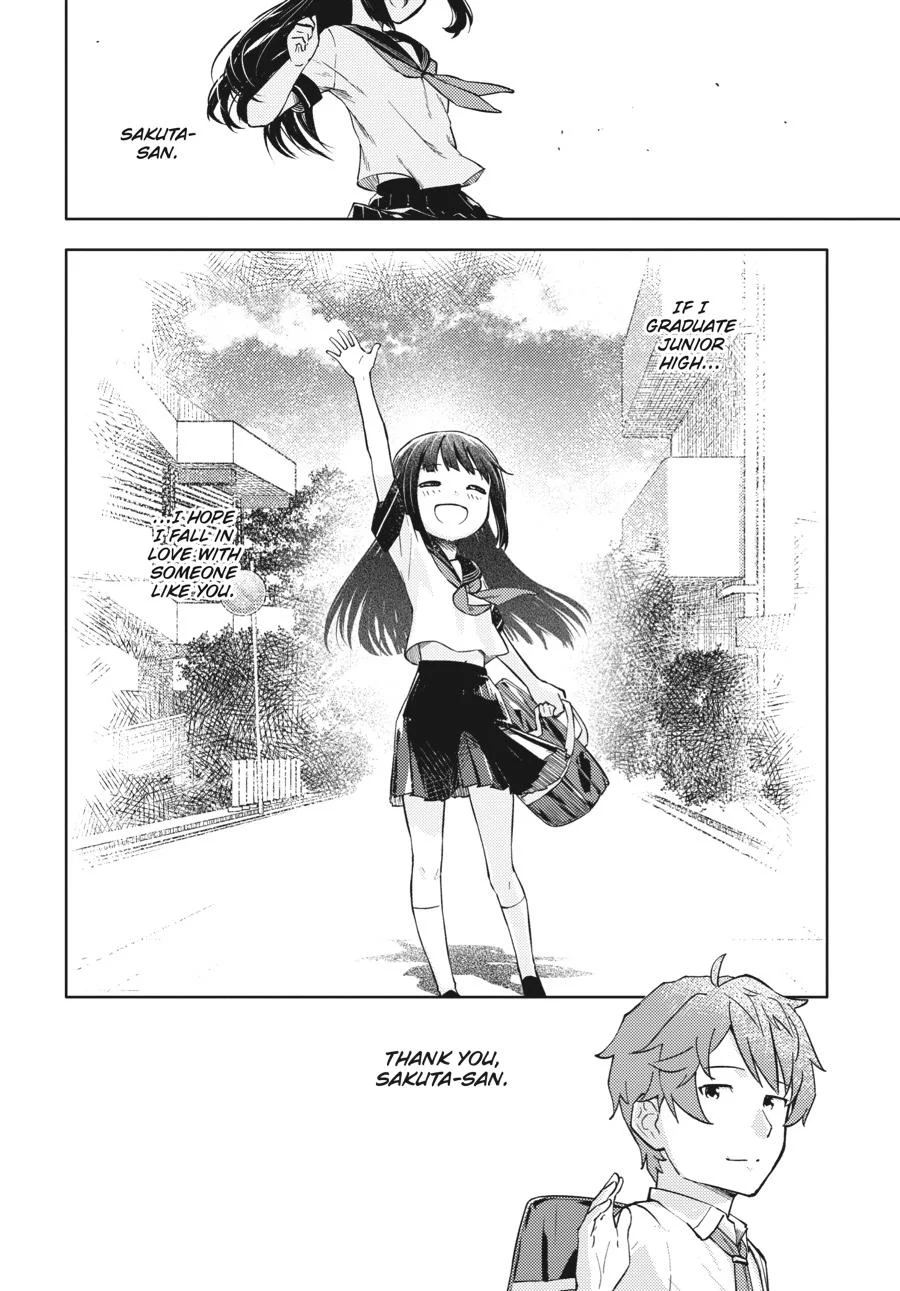 SAKUTA-
SAN.
IF I
GRADUATE
JUNIOR
HIGH...
...I HOPE
I FALL IN
LOVE WITH
SOMEONE
LIKE YOU.
THANK YOU,
SAKUTA-SAN.